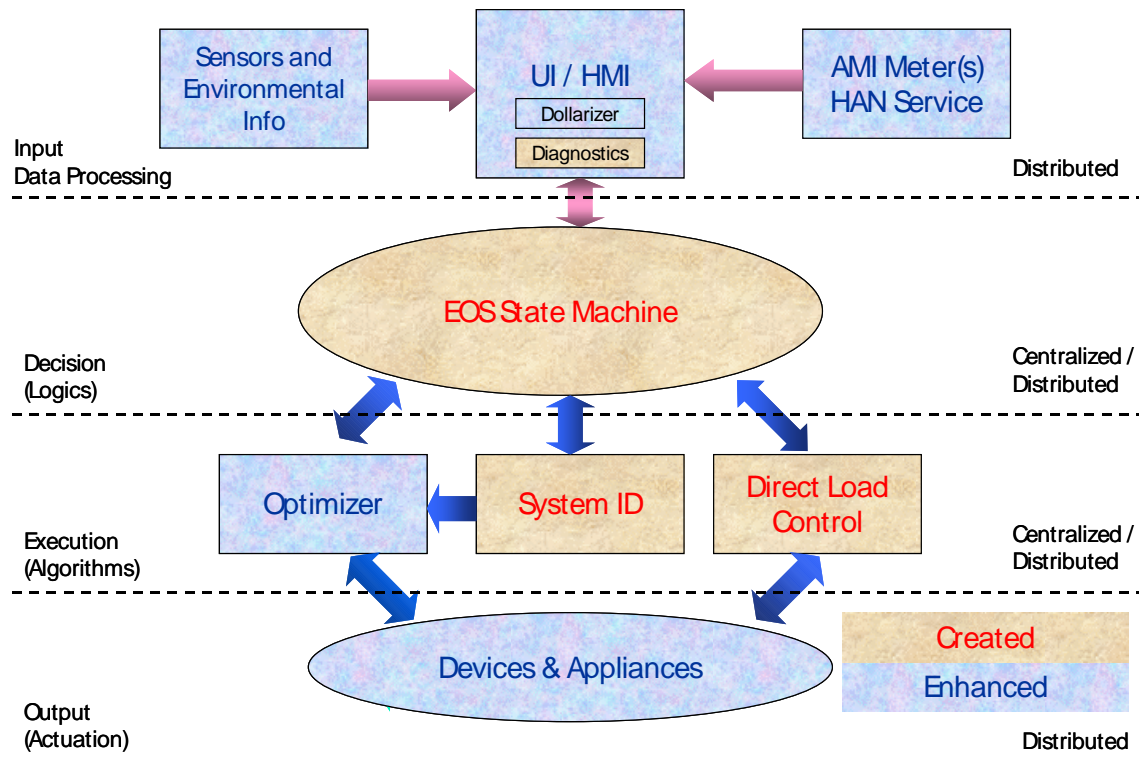 Sensors and
Environmental
Info
UI / HMI
Dollarizer
Diagnostics
AMI Meter(s)
HAN Service
Input
Data Processing
Distributed
EOS State Machine
Decision
(Logics)
Centralized /
Distributed
Optimizer
System ID
Direct Load
Control
Execution
(Algorithms)
Centralized /
Distributed
Devices & Appliances
Created
Enhanced
Output
(Actuation)
Distributed